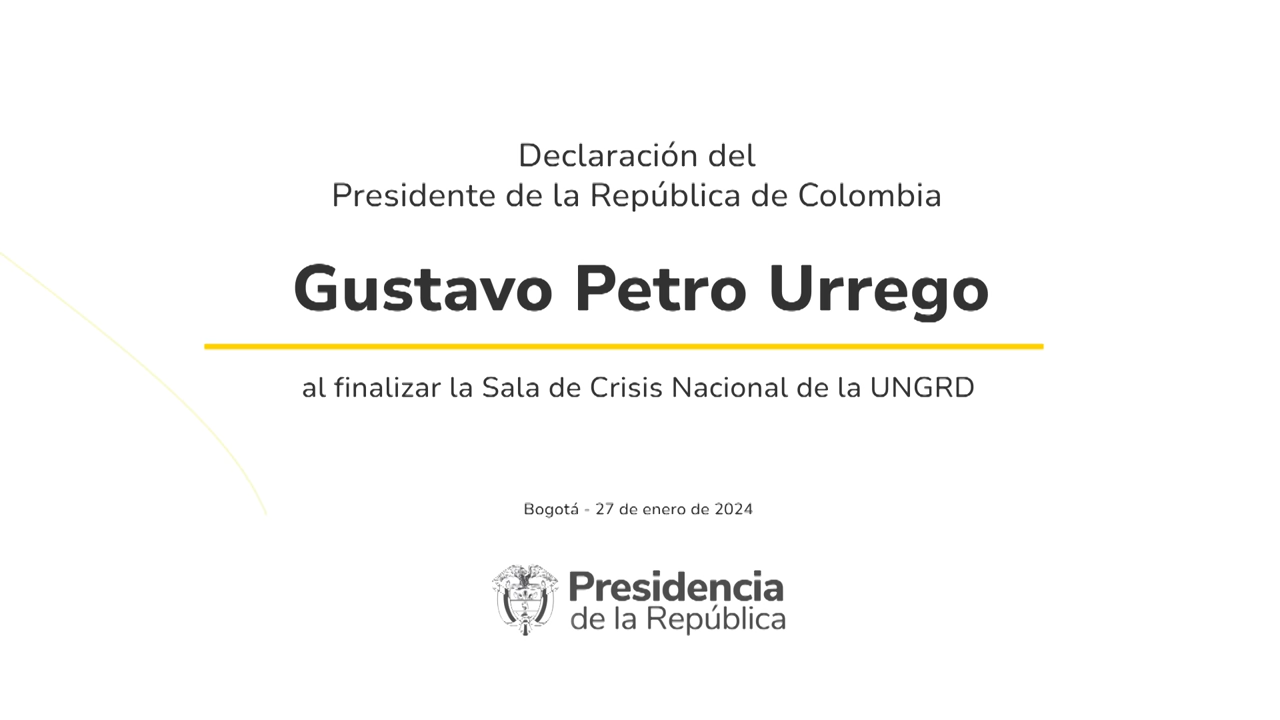 Declaración del
Presidente de la República de Colombia
Gustavo Petro Urrego
al finalizar la Sala de Crisis Nacional de la UNGRD
Bogotá - 27 de enero de 2024
Presidencia
de la República